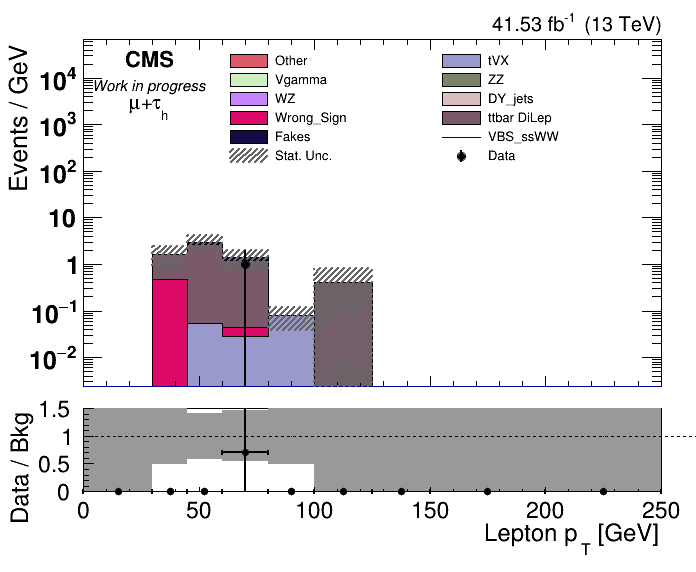 41.53 fb⁻¹ (13 TeV)
CMS
Work in progress
μ+τh
Other
Vgamma
WZ
Wrong_Sign
Fakes
Stat. Unc.
tVX
ZZ
DY_jets
ttbar DiLep
VBS_ssWW
Data
Events / GeV
10⁴
10³
10²
10
1
10⁻¹
10⁻²
Data / Bkg
1.5
1
0.5
0
0 50 100 150 200 250
Lepton p_T [GeV]